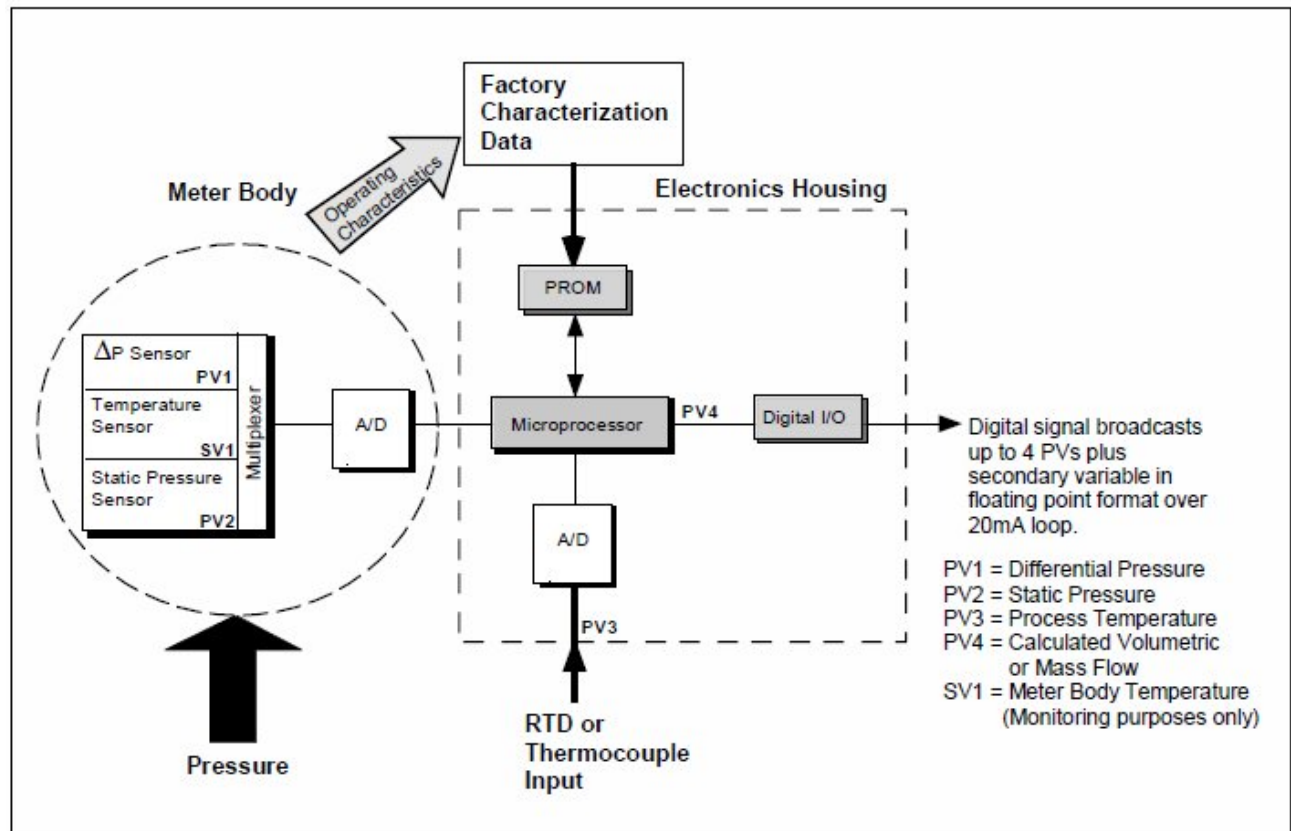 Factory
Characterization
Data
Operating
Characteristics
Meter Body
Electronics Housing
PROM
ΔP Sensor
PV1
Temperature
Sensor
SV1
Static Pressure
Sensor
PV2
Multiplexer
A/D
Microprocessor
PV4
Digital I/O
Digital signal broadcasts
up to 4 PVs plus
secondary variable in
floating point format over
20mA loop.
A/D
PV3
PV1 = Differential Pressure
PV2 = Static Pressure
PV3 = Process Temperature
PV4 = Calculated Volumetric
or Mass Flow
SV1 = Meter Body Temperature
(Monitoring purposes only)
RTD or
Thermocouple
Input
Pressure